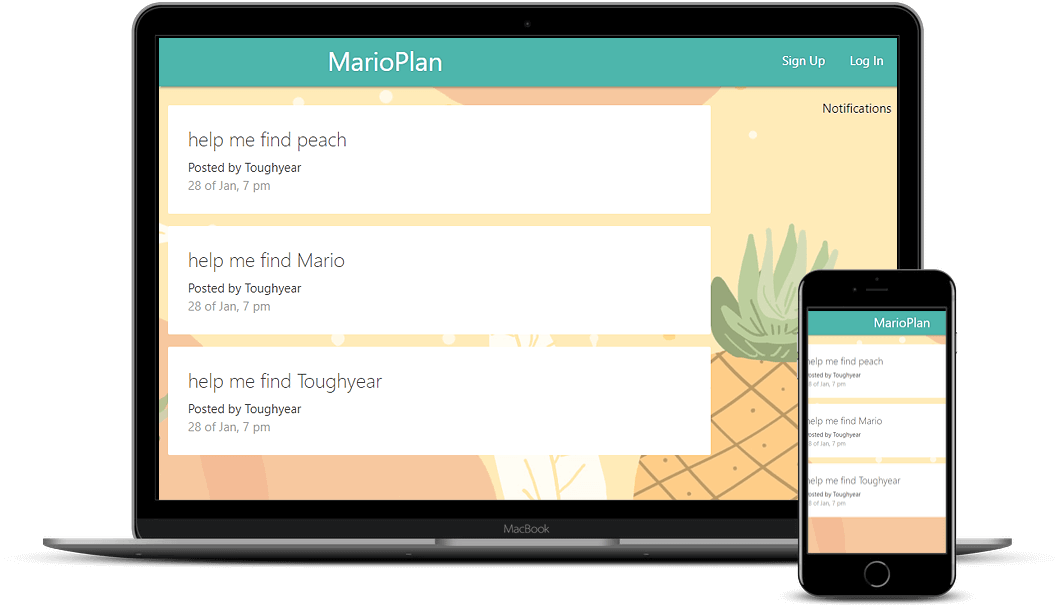 MarioPlan
Sign Up
Log In
Notifications
help me find peach
Posted by Toughyear
28 of Jan, 7 pm
help me find Mario
Posted by Toughyear
28 of Jan, 7 pm
help me find Toughyear
Posted by Toughyear
28 of Jan, 7 pm
MacBook
MarioPlan
help me find peach
Posted by Toughyear
28 of Jan, 7 pm
help me find Mario
Posted by Toughyear
28 of Jan, 7 pm
help me find Toughyear
Posted by Toughyear
28 of Jan, 7 pm